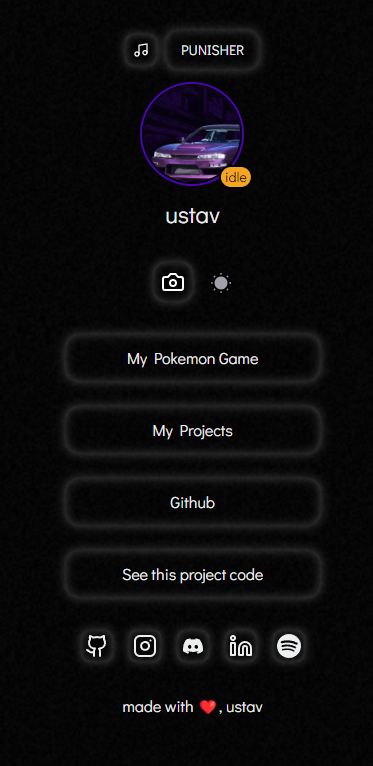 PUNISHER
idle
ustav
My Pokemon Game
My Projects
Github
See this project code
made with ❤️, ustav